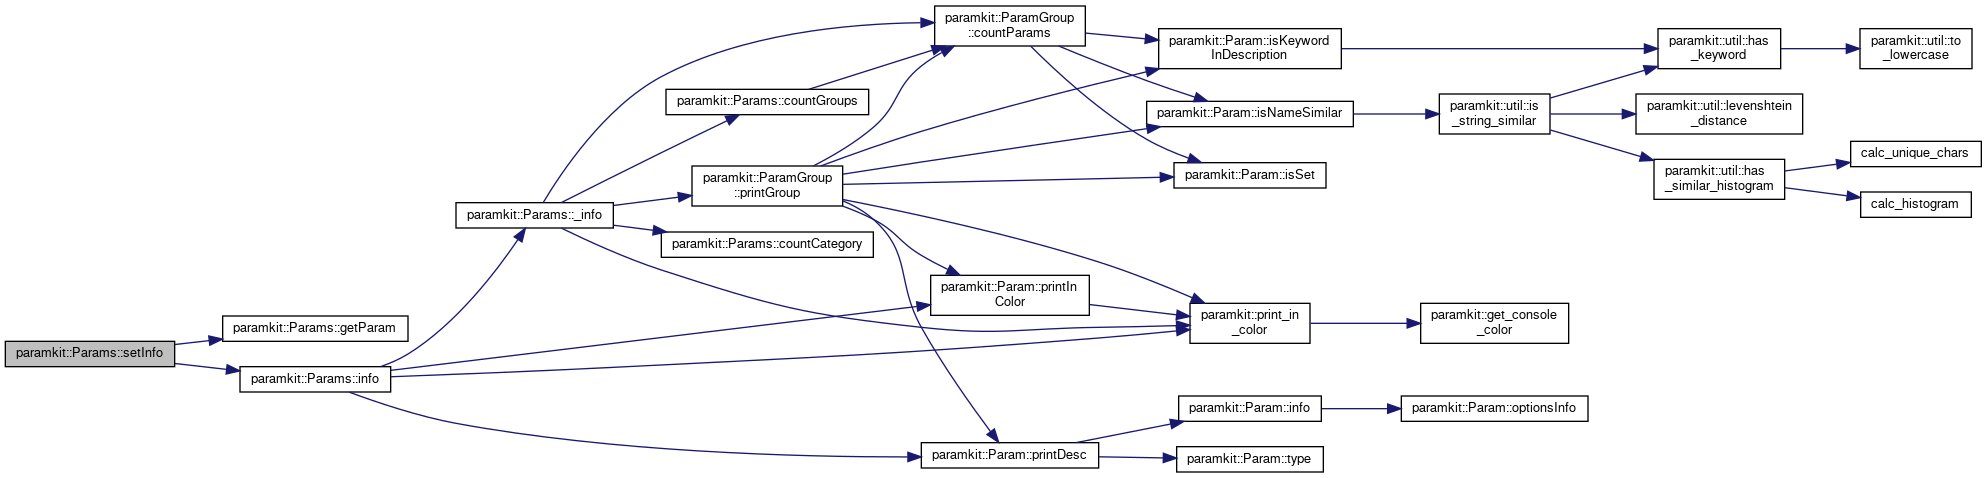 paramkit::Params::setInfo
paramkit::Params::getParam
paramkit::Params::info
paramkit::Params::_info
paramkit::Params::countGroups
paramkit::ParamGroup
::printGroup
paramkit::Params::countCategory
paramkit::ParamGroup
::countParams
paramkit::Param::printIn
Color
paramkit::Param::printDesc
paramkit::Param::isKeyword
InDescription
paramkit::Param::isNameSimilar
paramkit::Param::isSet
paramkit::print_in
_color
paramkit::Param::info
paramkit::Param::type
paramkit::util::is
_string_similar
paramkit::get_console
_color
paramkit::Param::optionsInfo
paramkit::util::has
_keyword
paramkit::util::levenshtein
_distance
paramkit::util::has
_similar_histogram
paramkit::util::to
_lowercase
calc_unique_chars
calc_histogram